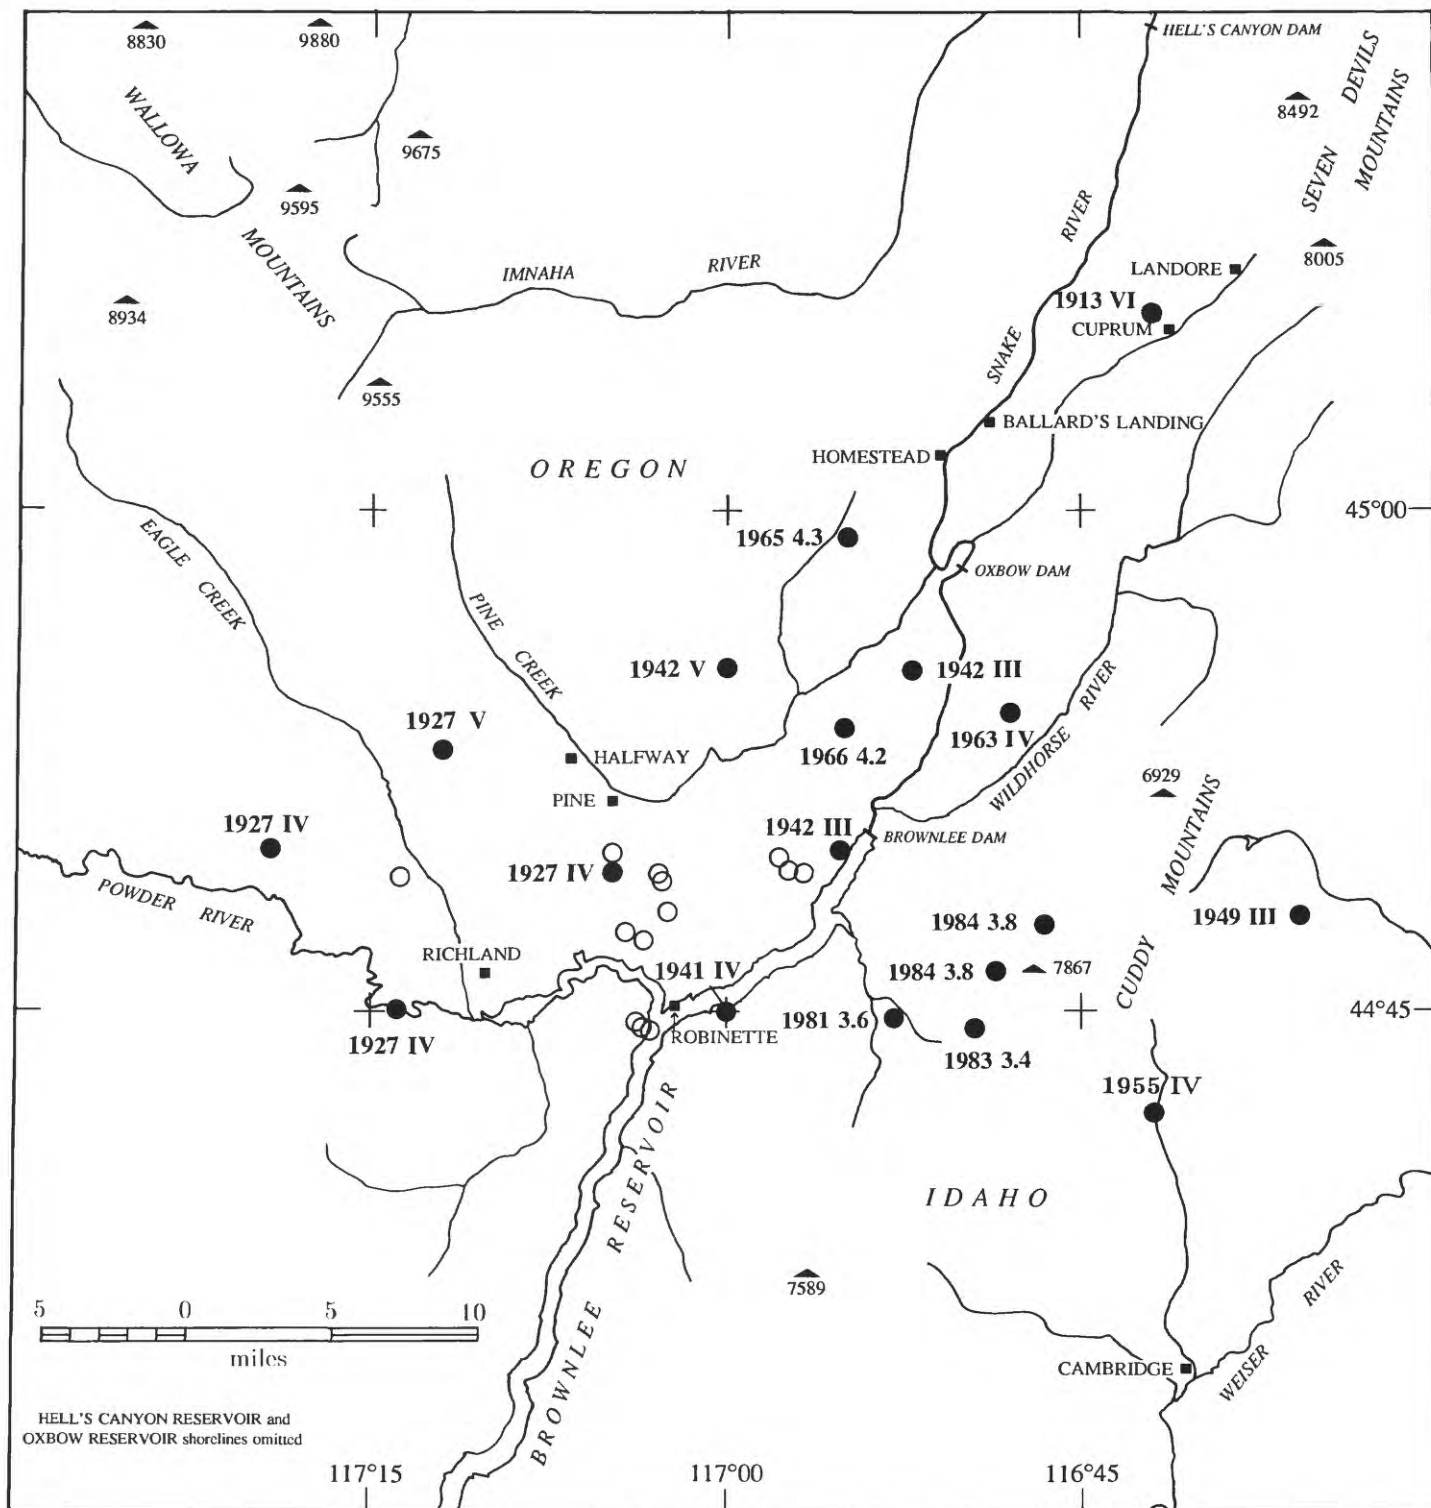 HELL'S CANYON DAM
8830
9880
SEVEN DEVILS
MOUNTAINS
8492
WALLOWA
MOUNTAINS
9675
9595
SNAKE RIVER
8005
LANDORE
IMNAHA RIVER
8934
1913 VI
CUPRUM
9555
BALLARD'S LANDING
HOMESTEAD
OREGON
45°00
EAGLE
CREEK
1965 4.3
OXBOW DAM
PINE
CREEK
1942 V
1942 III
1927 V
1963 IV
WILDHORSE RIVER
1966 4.2
HALFWAY
6929
PINE
CUDDY MOUNTAINS
1927 IV
1942 III
BROWNLEE DAM
1927 IV
POWDER RIVER
1949 III
1984 3.8
RICHLAND
1984 3.8
7867
1941 IV
44°45
1981 3.6
ROBINETTE
1927 IV
1983 3.4
1955 IV
BROWNLEE RESERVOIR
IDAHO
7589
5 0 5 10
miles
CAMBRIDGE
WEISER RIVER
HELL'S CANYON RESERVOIR and
OXBOW RESERVOIR shorelines omitted
117°15
117°00
116°45